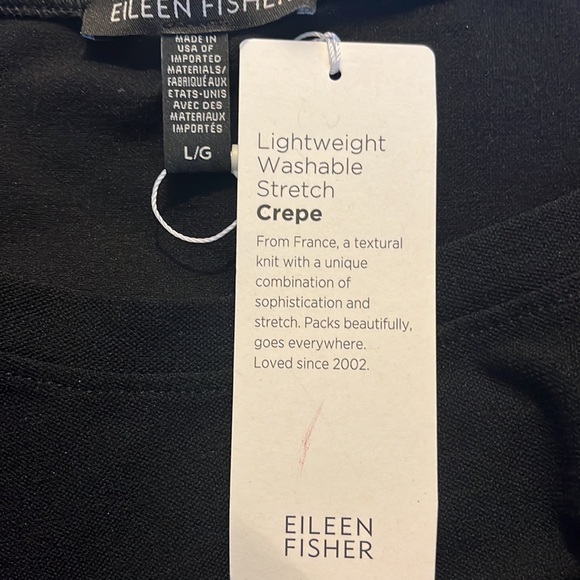 EILEEN FISHER
MADE IN
USA OF
IMPORTED
MATERIALS/
FABRIQUÉ AUX
ETATS-UNIS
AVEC DES
MATERIAUX
IMPORTÉS
L/G
Lightweight
Washable
Stretch
Crepe
From France, a textural
knit with a unique
combination of
sophistication and
stretch. Packs beautifully,
goes everywhere.
Loved since 2002.
EILEEN
FISHER